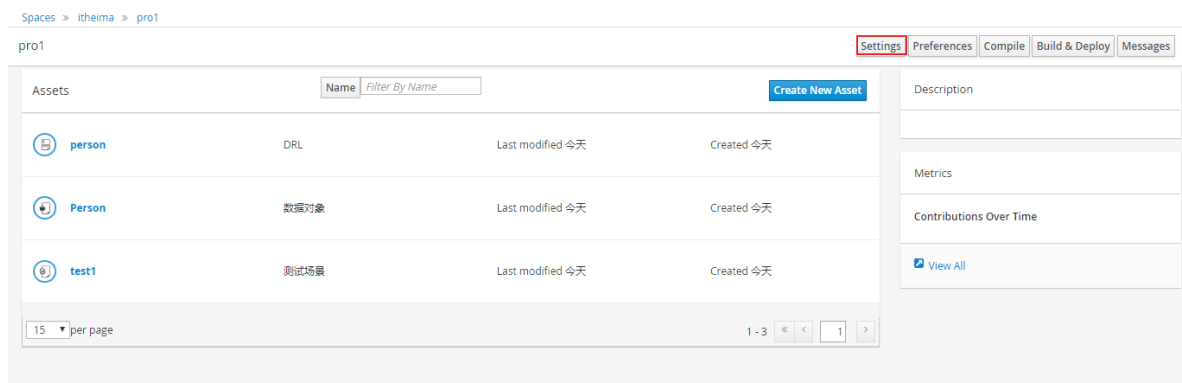 Spaces » itheima » pro1
pro1 Settings Preferences Compile Build & Deploy Messages
Assets Name Filter By Name Create New Asset
person DRL Last modified 今天 Created 今天
Person 数据对象 Last modified 今天 Created 今天
test1 测试场景 Last modified 今天 Created 今天
15 per page 1 - 3 « < 1 >
Description
Metrics
Contributions Over Time
View All